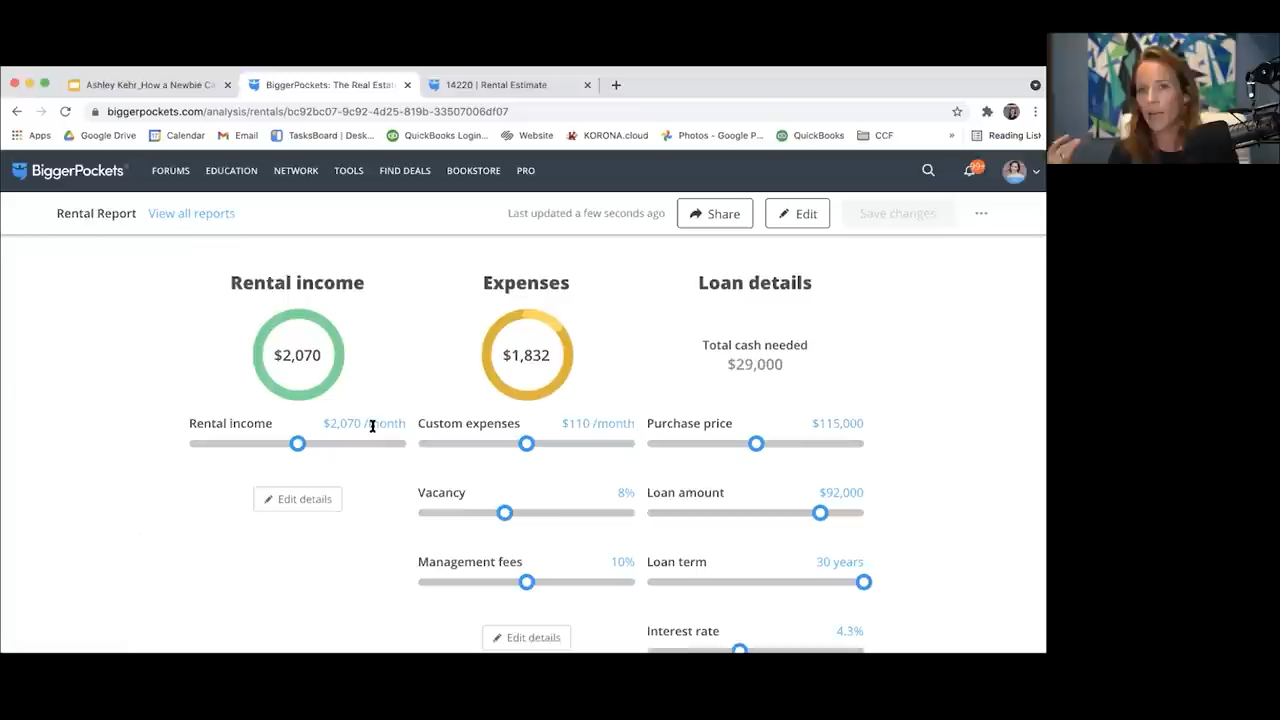 Ashley Kehr_How a Newbie Ca
BiggerPockets: The Real Estat
14220 | Rental Estimate
biggerpockets.com/analysis/rentals/bc92bc07-9c92-4d25-819b-33507006df07
Apps
Google Drive
Calendar
Email
TasksBoard | Desk...
QuickBooks Login...
Website
KORONA.cloud
Photos - Google P...
QuickBooks
CCF
»
Reading List
BiggerPockets
FORUMS
EDUCATION
NETWORK
TOOLS
FIND DEALS
BOOKSTORE
PRO
99+
Rental Report
View all reports
Last updated a few seconds ago
Share
Edit
Save changes
Rental income
Expenses
Loan details
$2,070
$1,832
Total cash needed
$29,000
Rental income $2,070 /month
Custom expenses $110 /month
Purchase price $115,000
Edit details
Vacancy 8%
Loan amount $92,000
Management fees 10%
Loan term 30 years
Edit details
Interest rate 4.3%